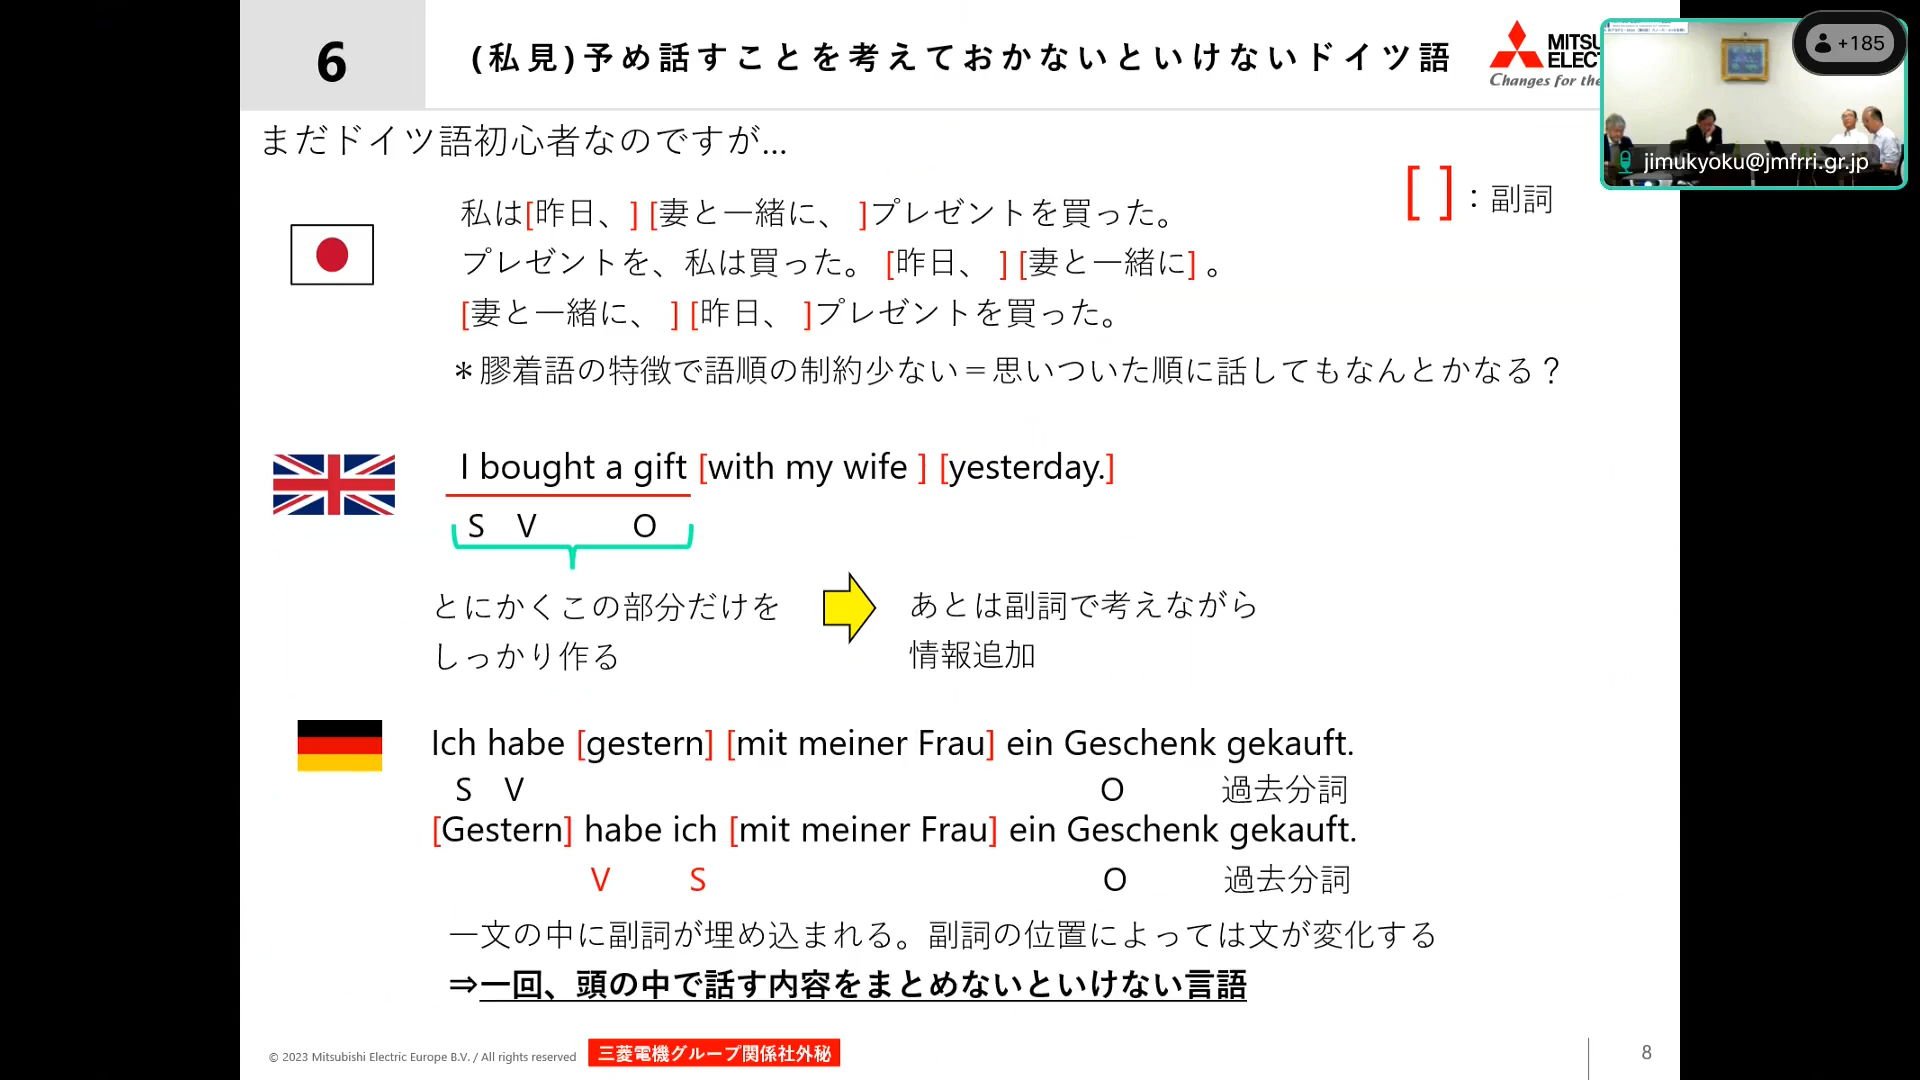 6
(私見)予め話すことを考えておかないといけないドイツ語
MITSU
ELEC
Changes for the
+185
jimukyoku@jmfrri.gr.jp
まだドイツ語初心者なのですが...
[ ]：副詞
私は[昨日、] [妻と一緒に、 ]プレゼントを買った。
プレゼントを、私は買った。 [昨日、 ] [妻と一緒に] 。
[妻と一緒に、 ] [昨日、 ]プレゼントを買った。
＊膠着語の特徴で語順の制約少ない＝思いついた順に話してもなんとかなる？
I bought a gift [with my wife ] [yesterday.]
S V O
とにかくこの部分だけを
しっかり作る
あとは副詞で考えながら
情報追加
Ich habe [gestern] [mit meiner Frau] ein Geschenk gekauft.
S V O 過去分詞
[Gestern] habe ich [mit meiner Frau] ein Geschenk gekauft.
V S O 過去分詞
一文の中に副詞が埋め込まれる。副詞の位置によっては文が変化する
⇒一回、頭の中で話す内容をまとめないといけない言語
© 2023 Mitsubishi Electric Europe B.V. / All rights reserved
三菱電機グループ関係社外秘
8